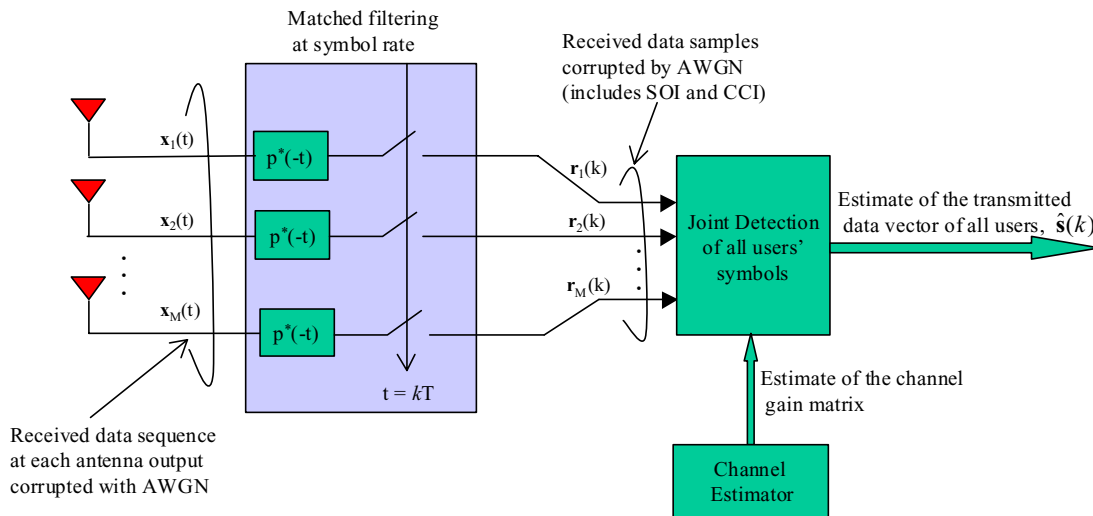 Matched filtering
at symbol rate
Received data samples
corrupted by AWGN
(includes SOI and CCI)
x₁(t)
p*(-t)
r₁(k)
x₂(t)
p*(-t)
r₂(k)
x_M(t)
p*(-t)
r_M(k)
t = kT
Joint Detection
of all users’
symbols
Estimate of the transmitted
data vector of all users, ŝ(k)
Estimate of the channel
gain matrix
Channel
Estimator
Received data sequence
at each antenna output
corrupted with AWGN